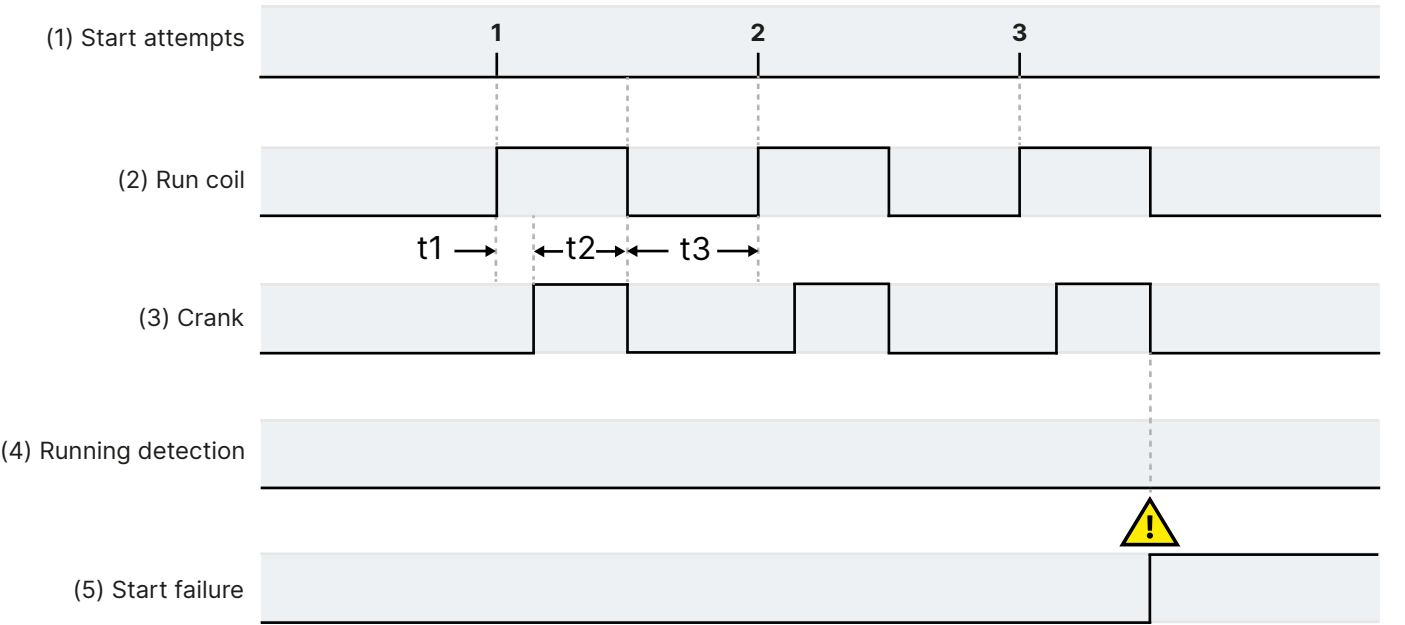 (1) Start attempts
1
2
3
(2) Run coil
t1
t2
t3
(3) Crank
(4) Running detection
!
(5) Start failure